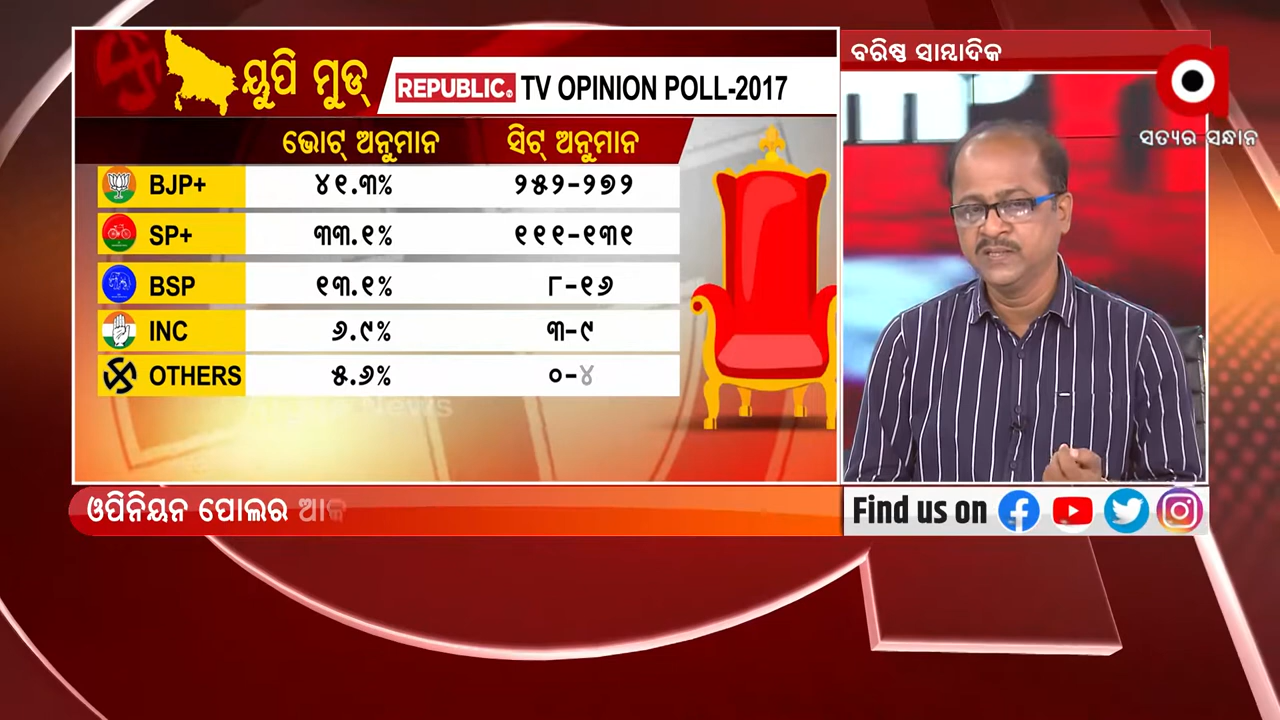 ୟୁପି ମୁଡ୍
REPUBLIC. TV OPINION POLL-2017
ଭୋଟ୍ ଅନୁମାନ ସିଟ୍ ଅନୁମାନ
BJP+ ୪୧.୩% ୨୫୨-୨୭୨
SP+ ୩୩.୧% ୧୧୧-୧୩୧
BSP ୧୩.୧% ୮-୧୬
INC ୬.୯% ୩-୯
OTHERS ୫.୬% ୦-୪
ବରିଷ୍ଠ ସାମ୍ବାଦିକ
ସତ୍ୟର ସନ୍ଧାନ
ଓପିନିୟନ ପୋଲର ଆକ
Find us on